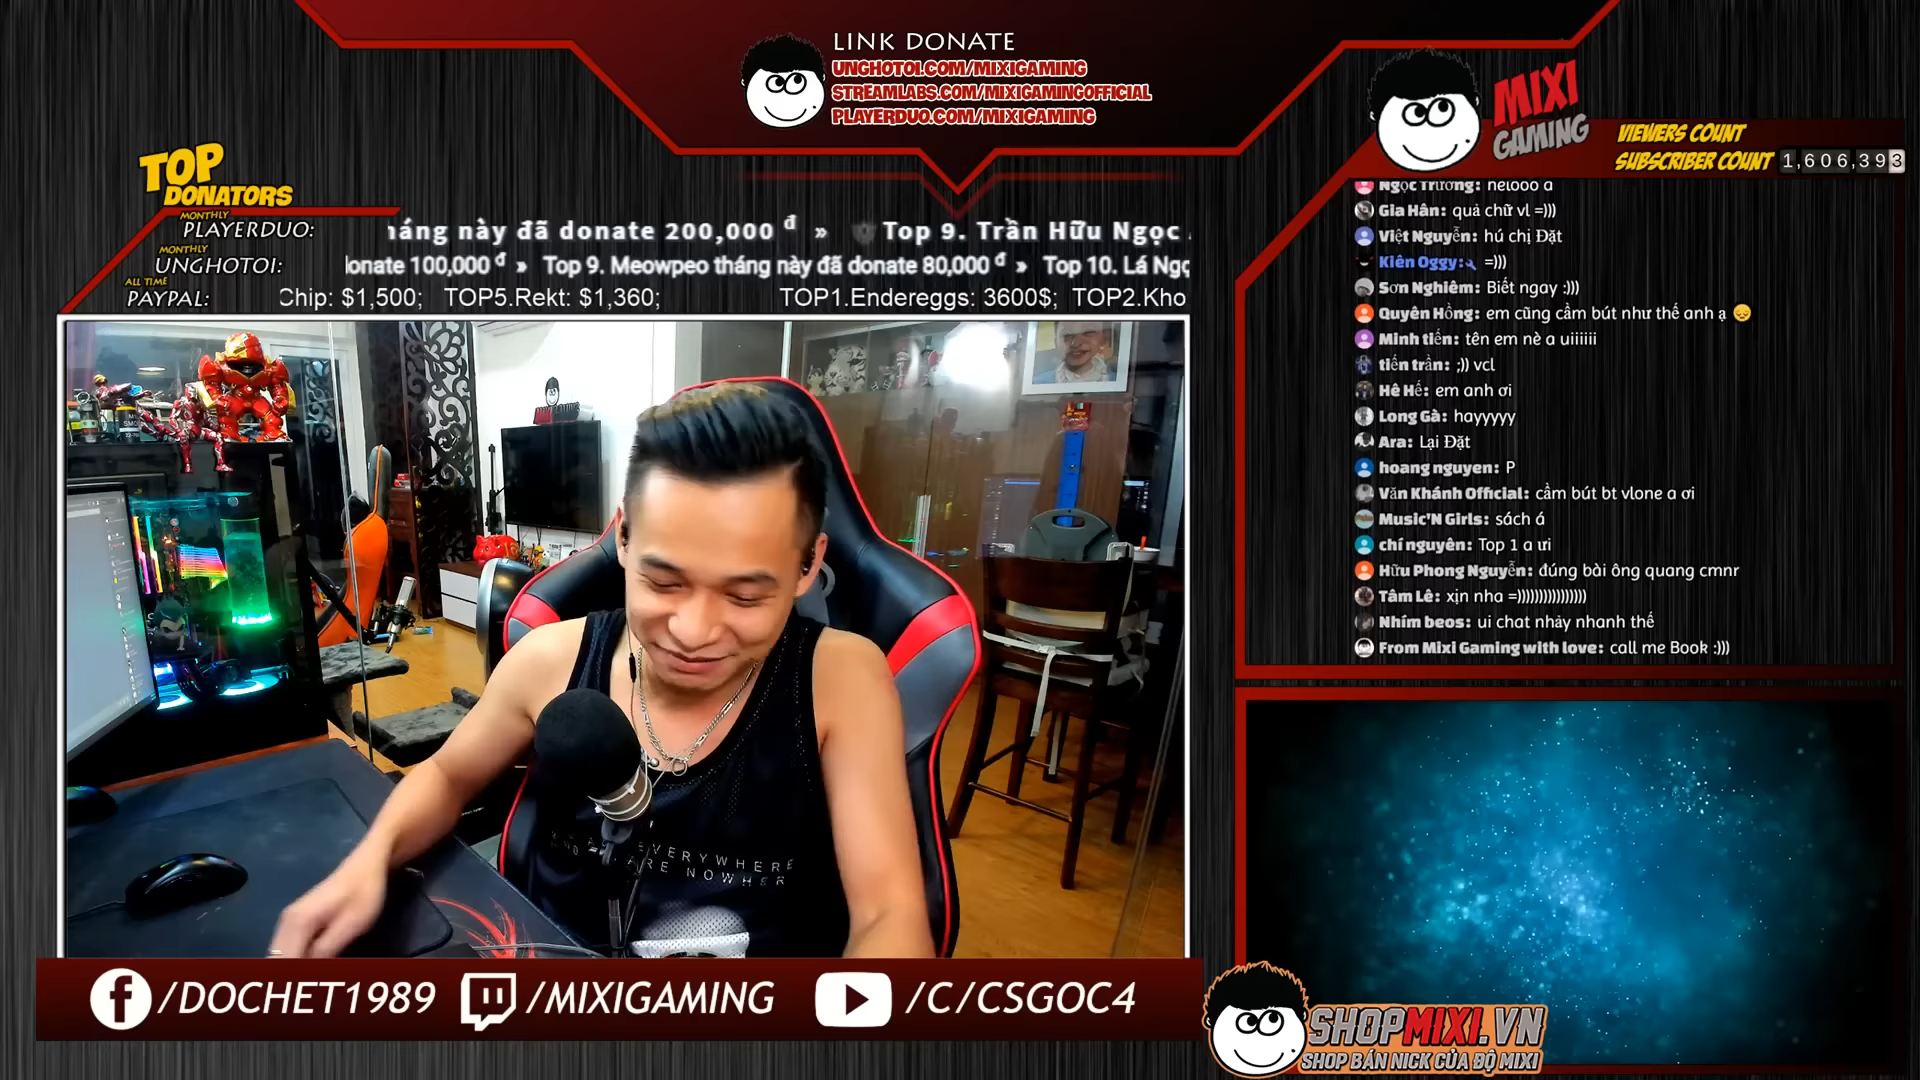 LINK DONATE
UNGHOTOI.COM/MIXIGAMING
STREAMLABS.COM/MIXIGAMINGOFFICIAL
PLAYERDUO.COM/MIXIGAMING
MIXI
GAMING
VIEWERS COUNT
SUBSCRIBER COUNT 1,606,393
TOP
DONATORS
MONTHLY
PLAYERDUO: này đã donate 200,000 đ » Top 9. Trần Hữu Ngọc
MONTHLY
UNGHOTOI: 100,000 đ » Top 9. Meowpeo tháng này đã donate 80,000 đ » Top 10. Lá
ALL TIME
PAYPAL: Chip: $1,500; TOP5.Rekt: $1,360; TOP1.Endereggs: 3600$; TOP2.Kho
Ngọc Trương: helooo a
Gia Hân: quả chữ vl =)))
Việt Nguyễn: hú chị Đặt
Kiên Oggy: =)))
Sơn Nghiêm: Biết ngay :)))
Quyên Hồng: em cũng cầm bút như thế anh ạ 😞
Minh tiến: tên em nè a uiiiiii
tiến trần: ;)) vcl
Hê Hế: em anh ơi
Long Gà: hayyyyy
Ara: Lại Đặt
hoang nguyen: P
Văn Khánh Official: cầm bút bt vlone a ơi
Music'N Girls: sách á
chí nguyên: Top 1 a ưi
Hữu Phong Nguyễn: đúng bài ông quang cmnr
Tâm Lê: xịn nha =)))))))))))))))
Nhím beos: ui chat nhảy nhanh thế
From Mixi Gaming with love: call me Book :)))
EVERYWHERE
ARE NOWHER
/DOCHET1989 /MIXIGAMING /C/CSGOC4
SHOPMIXI.VN
SHOP BÁN NICK CỦA ĐỘ MIXI